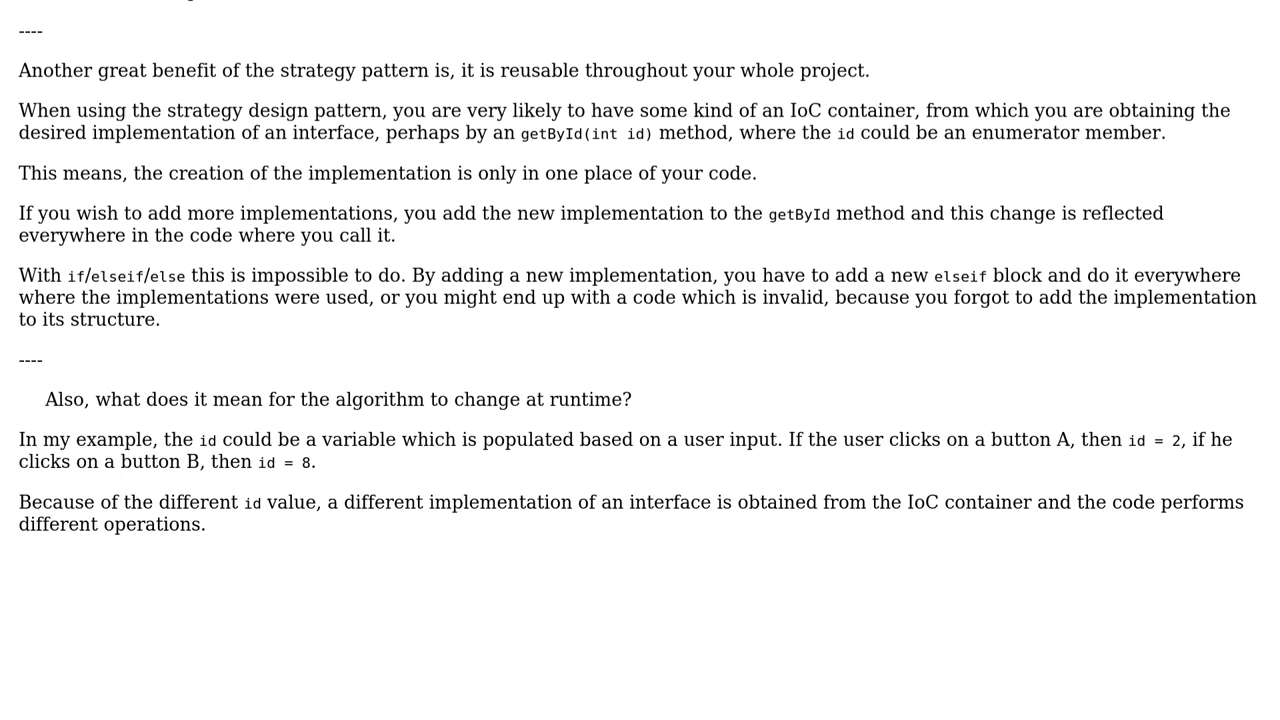 ----
Another great benefit of the strategy pattern is, it is reusable throughout your whole project.
When using the strategy design pattern, you are very likely to have some kind of an IoC container, from which you are obtaining the
desired implementation of an interface, perhaps by an getById(int id) method, where the id could be an enumerator member.
This means, the creation of the implementation is only in one place of your code.
If you wish to add more implementations, you add the new implementation to the getById method and this change is reflected
everywhere in the code where you call it.
With if/elseif/else this is impossible to do. By adding a new implementation, you have to add a new elseif block and do it everywhere
where the implementations were used, or you might end up with a code which is invalid, because you forgot to add the implementation
to its structure.
----
Also, what does it mean for the algorithm to change at runtime?
In my example, the id could be a variable which is populated based on a user input. If the user clicks on a button A, then id = 2, if he
clicks on a button B, then id = 8.
Because of the different id value, a different implementation of an interface is obtained from the IoC container and the code performs
different operations.